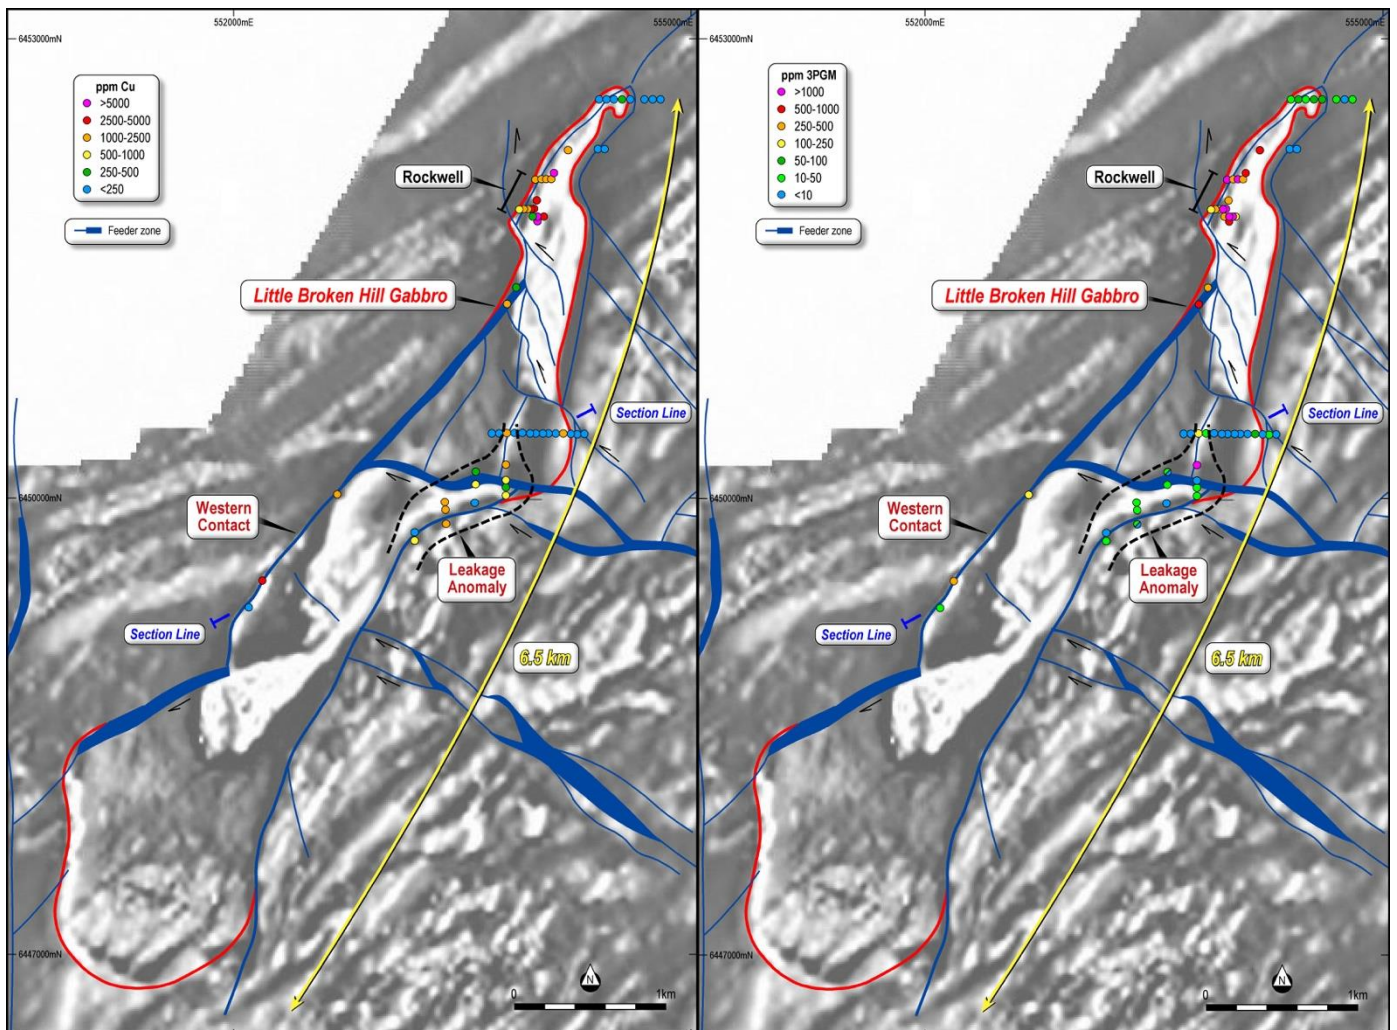 552000mE
555000mE
6453000mN
ppm Cu
>5000
2500-5000
1000-2500
500-1000
250-500
<250
Feeder zone
Rockwell
Little Broken Hill Gabbro
Section Line
6450000mN
Western
Contact
Leakage
Anomaly
Section Line
6.5 km
6447000mN
N
0
1km
552000mE
555000mE
6453000mN
ppm 3PGM
>1000
500-1000
250-500
100-250
50-100
10-50
<10
Feeder zone
Rockwell
Little Broken Hill Gabbro
Section Line
6450000mN
Western
Contact
Leakage
Anomaly
Section Line
6.5 km
6447000mN
N
0
1km